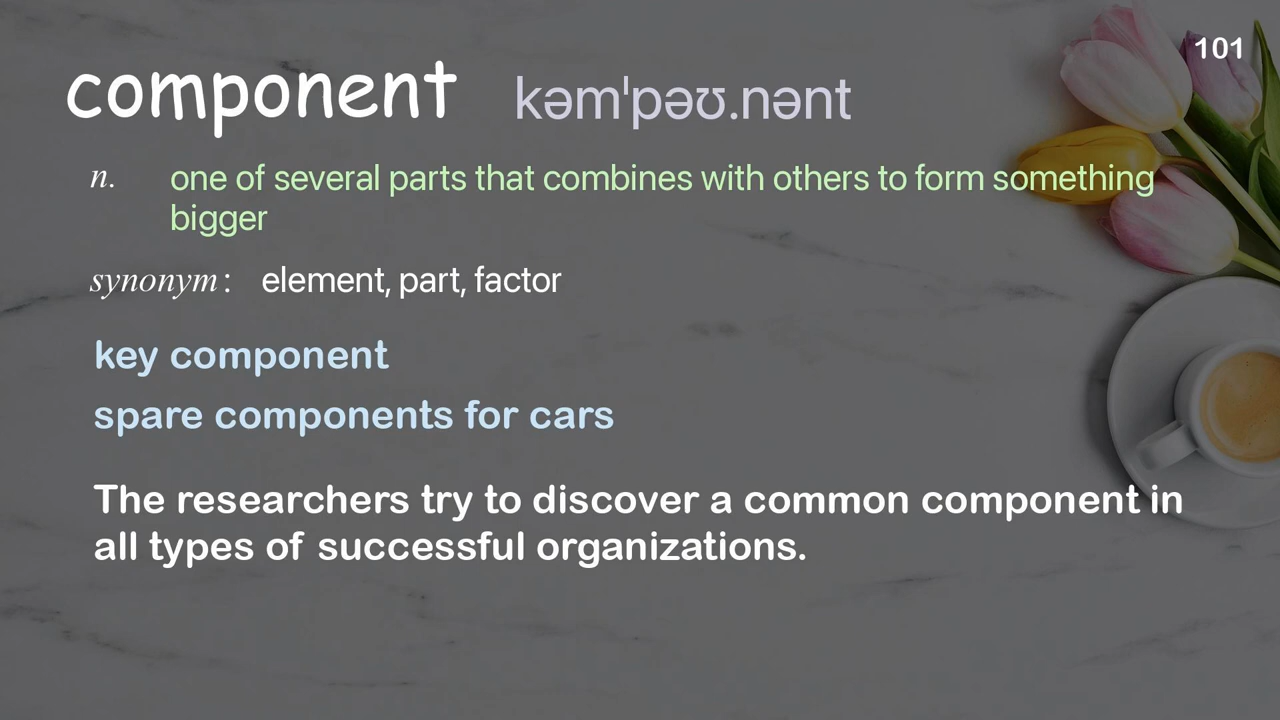 101
component kəmˈpəʊ.nənt
n. one of several parts that combines with others to form something
bigger
synonym: element, part, factor
key component
spare components for cars
The researchers try to discover a common component in
all types of successful organizations.